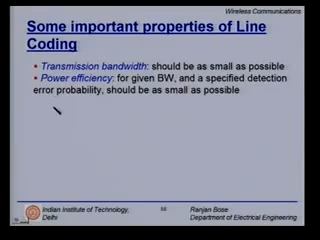 Wireless Communications
Some important properties of Line
Coding
Transmission bandwidth: should be as small as possible
Power efficiency: for given BW, and a specified detection
error probability, should be as small as possible
Indian Institute of Technology,
Delhi
Ranjan Bose
Department of Electrical Engineering